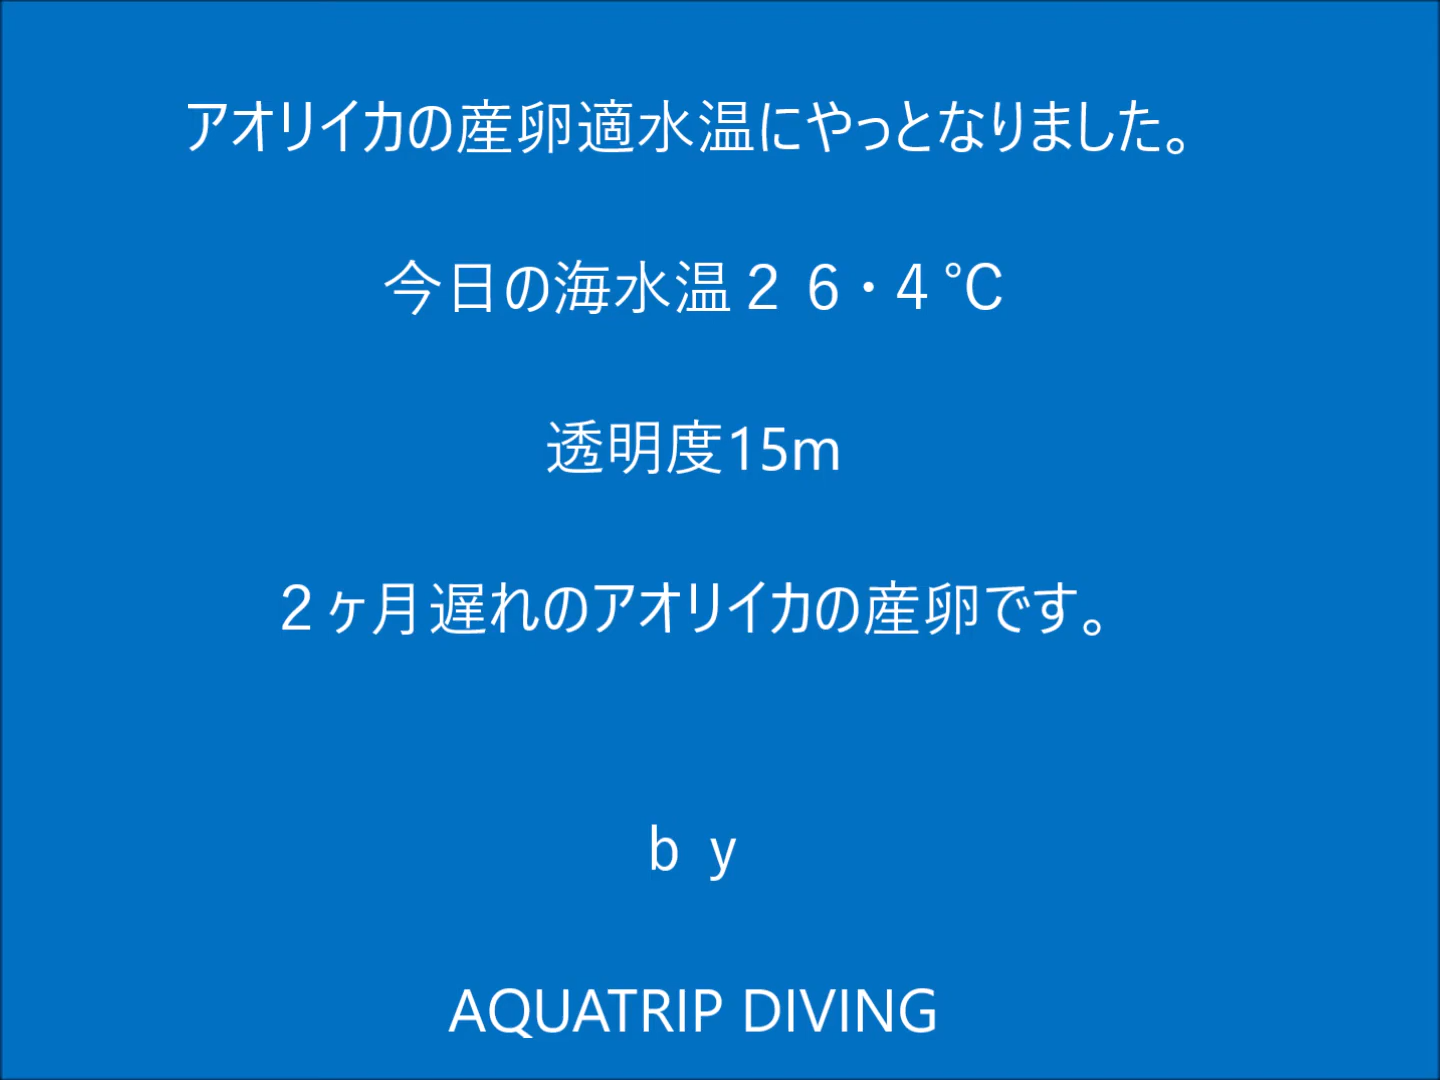 アオリイカの産卵適水温にやっとなりました。
今日の海水温２６・４℃
透明度15m
２ヶ月遅れのアオリイカの産卵です。
ｂｙ
AQUATRIP DIVING